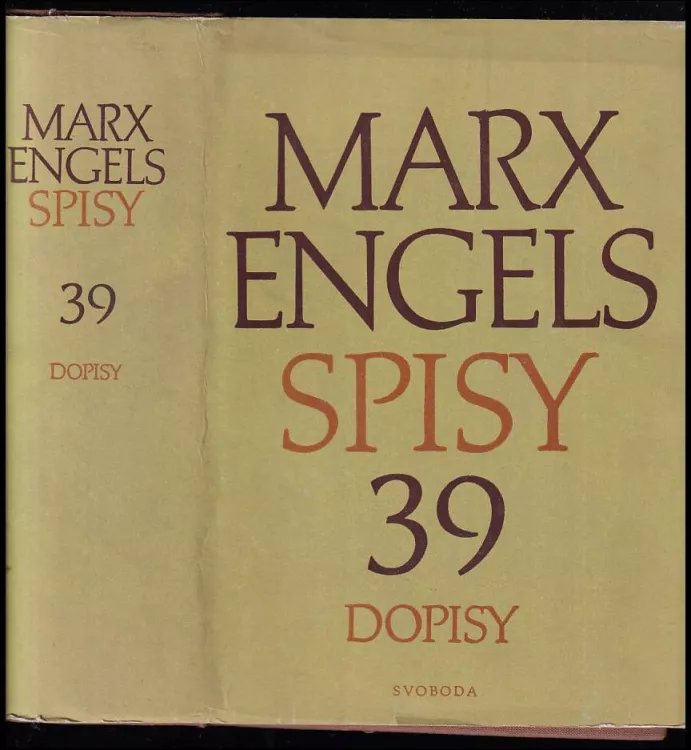 MARX
ENGELS
SPISY
39
DOPISY
MARX
ENGELS
SPISY
39
DOPISY
SVOBODA